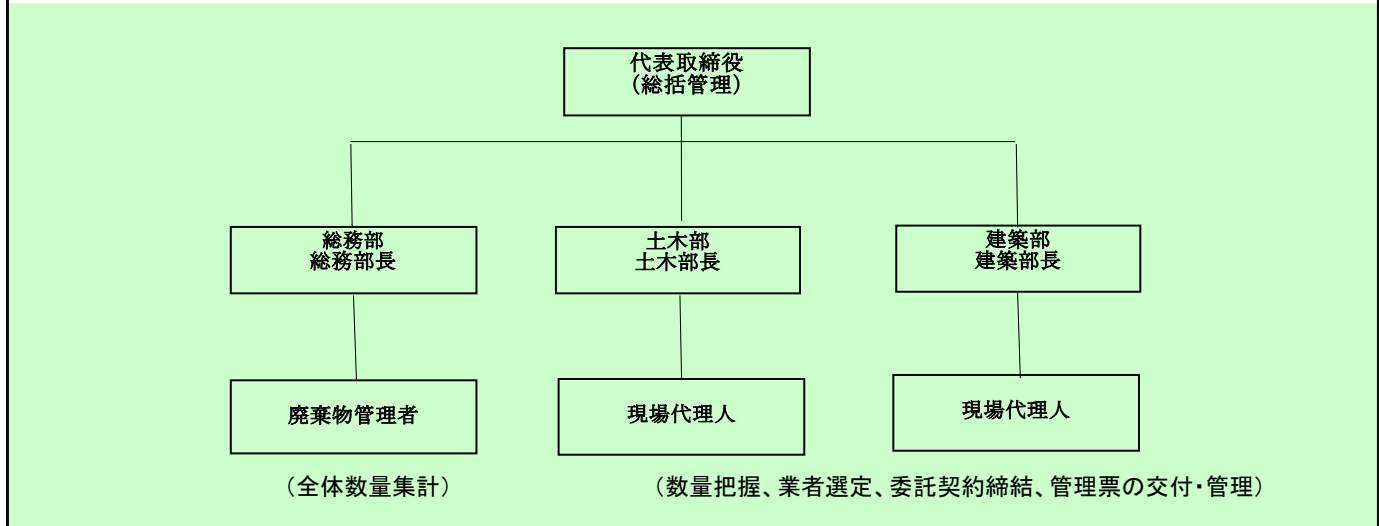 代表取締役
(総括管理)
総務部
総務部長
土木部
土木部長
建築部
建築部長
廃棄物管理者
現場代理人
現場代理人
（全体数量集計）
（数量把握、業者選定、委託契約締結、管理票の交付・管理）